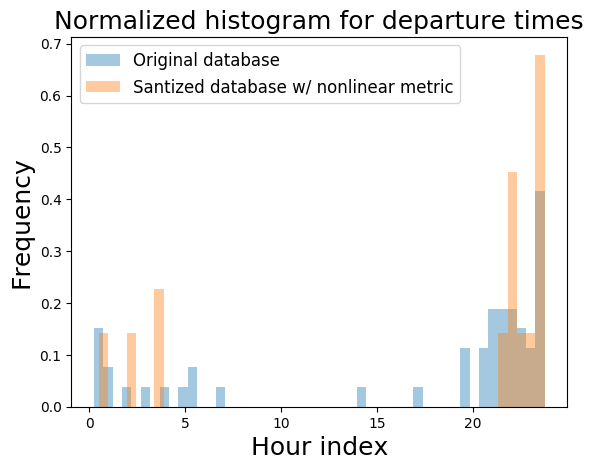 Normalized histogram for departure times
Original database
Santized database w/ nonlinear metric
Frequency
0.7
0.6
0.5
0.4
0.3
0.2
0.1
0.0
0 5 10 15 20
Hour index